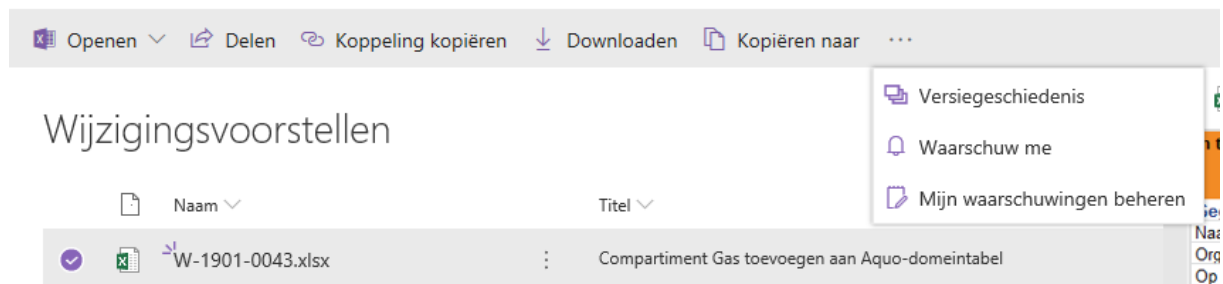 Openen Delen Koppeling kopiëren Downloaden Kopiëren naar ...
Versiegeschiedenis
Wijzigingsvoorstellen
Waarschuw me
Mijn waarschuwingen beheren
Naam Titel
W-1901-0043.xlsx Compartiment Gas toevoegen aan Aquo-domeintabel
Op